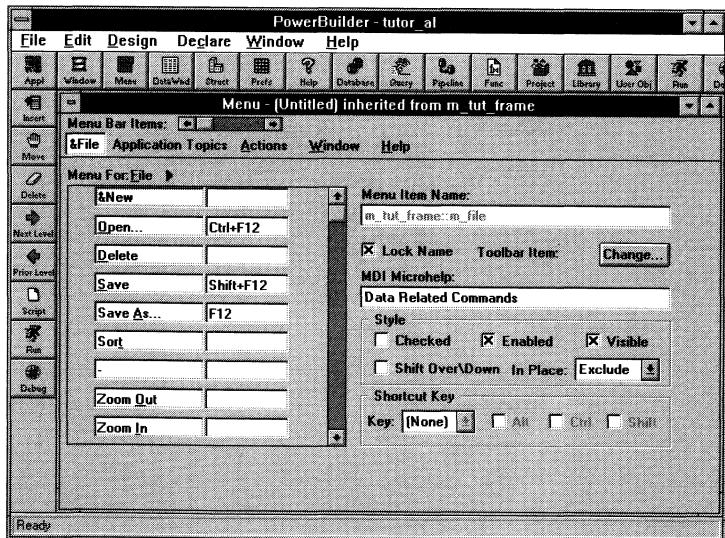 PowerBuilder - tutor_al
File Edit Design Declare Window Help
Appl Window Menu DataWnd Struct Prefs Help Database Query Pipeline Func Project Library User Obj Run De
Insert
Move
Delete
Next Level
Prior Level
Script
Run
Debug
Menu - (Untitled) inherited from m_tut_frame
Menu Bar Items:
&File Application Topics Actions Window Help
Menu For: File
&New
Open... Ctrl+F12
Delete
Save Shift+F12
Save As... F12
Sort
-
Zoom Out
Zoom In
Menu Item Name:
m_tut_frame::m_file
Lock Name Toolbar Item: Change...
MDI Microhelp:
Data Related Commands
Style
Checked Enabled Visible
Shift Over\Down In Place: Exclude
Shortcut Key
Key: (None) Alt Ctrl Shift
Ready